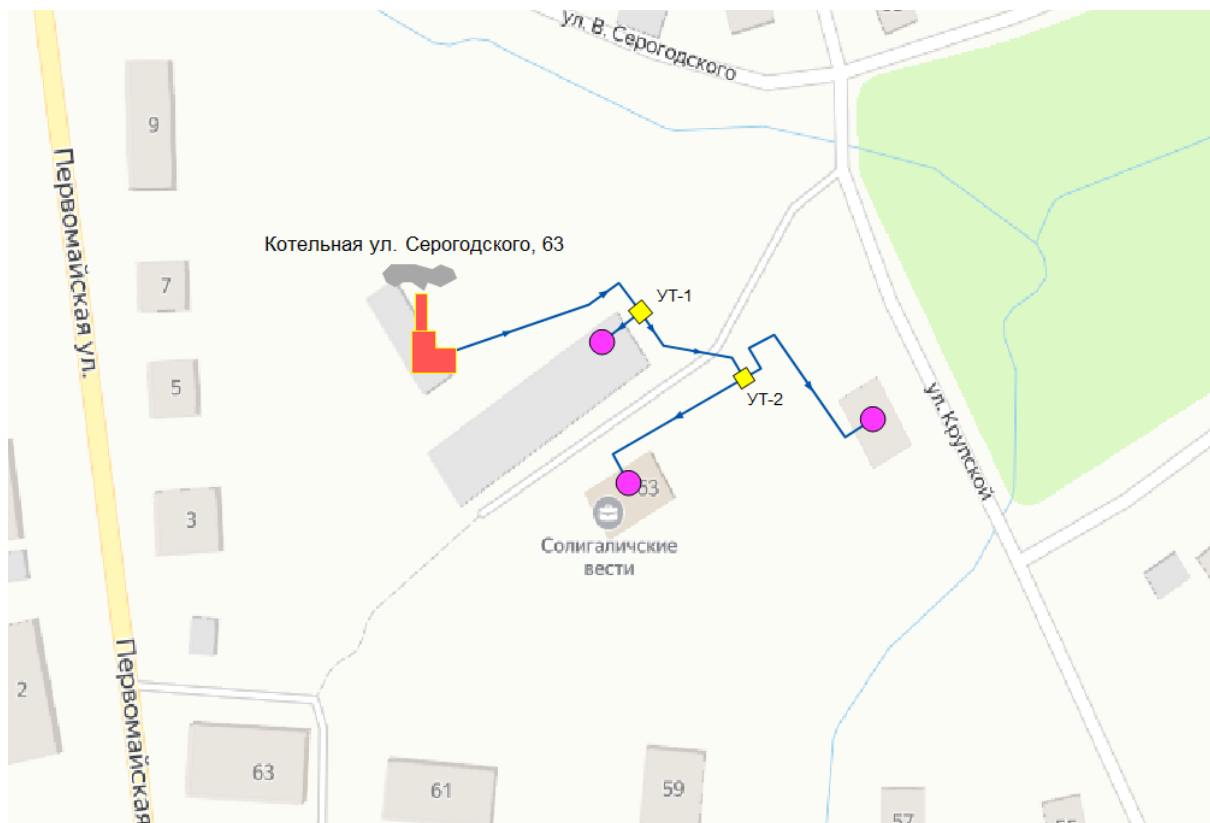 ул. В. Серогодского
9
Первомайская ул.
Котельная ул. Серогодского, 63
7
УТ-1
5
УТ-2
ул. Крупской
3
63
Солигаличские
вести
Первомайская
2
63
61
59
57